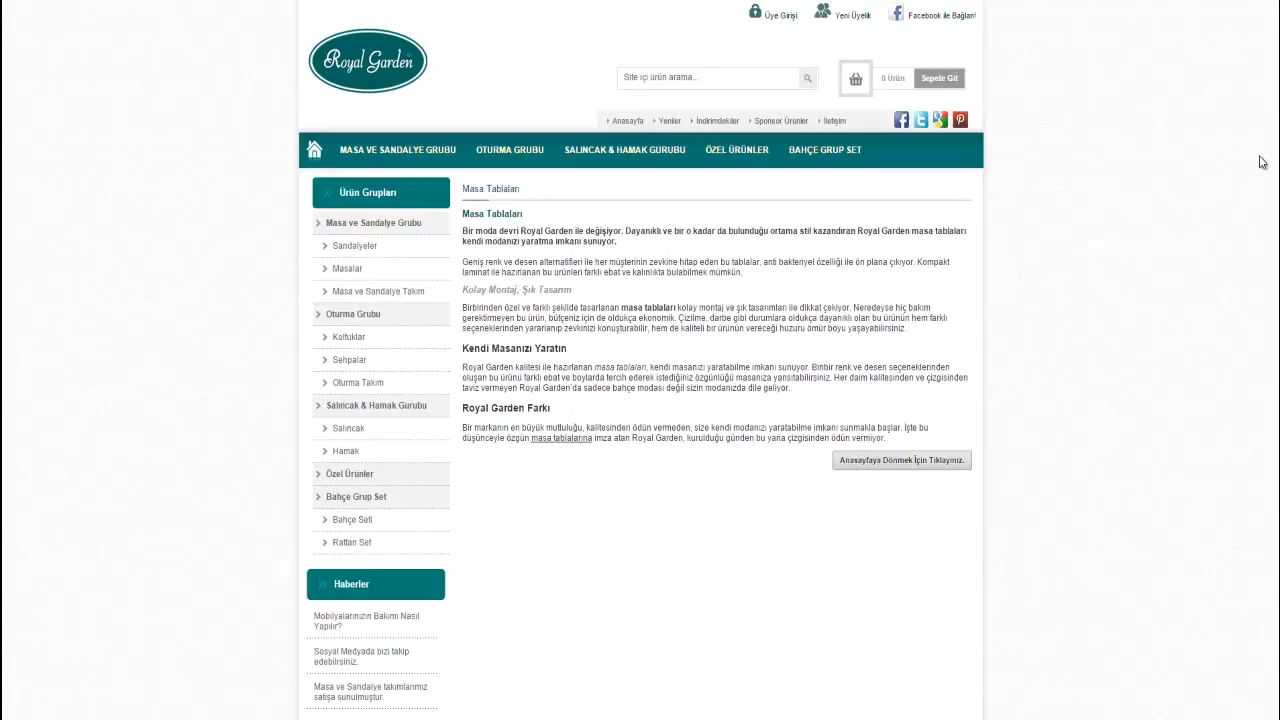 Üye Girişi
Yeni Üyelik
Facebook ile Bağlan!
Royal Garden
Site içi ürün arama...
0 Ürün
Sepete Git
Anasayfa
Yeniler
İndirimdekiler
Sponsor Ürünler
İletişim
MASA VE SANDALYE GRUBU
OTURMA GRUBU
SALINCAK & HAMAK GURUBU
ÖZEL ÜRÜNLER
BAHÇE GRUP SET
Ürün Grupları
Masa ve Sandalye Grubu
Sandalyeler
Masalar
Masa ve Sandalye Takım
Oturma Grubu
Koltuklar
Sehpalar
Oturma Takım
Salıncak & Hamak Gurubu
Salıncak
Hamak
Özel Ürünler
Bahçe Grup Set
Bahçe Seti
Rattan Set
Haberler
Mobilyalarınızın Bakımı Nasıl
Yapılır?
Sosyal Medyada bizi takip
edebilrsiniz.
Masa ve Sandalye takımlarımız
satışa sunulmuştur.
Masa Tablaları
Masa Tablaları
Bir moda devri Royal Garden ile değişiyor. Dayanıklı ve bir o kadar da bulunduğu ortama stil kazandıran Royal Garden masa tablaları
kendi modanızı yaratma imkanı sunuyor.
Geniş renk ve desen alternatifleri ile her müşterinin zevkine hitap eden bu tablalar, anti bakteriyel özelliği ile ön plana çıkıyor. Kompakt
laminat ile hazırlanan bu ürünleri farklı ebat ve kalınlıkta bulabilmek mümkün.
Kolay Montaj, Şık Tasarım
Birbirinden özel ve farklı şekilde tasarlanan masa tablaları kolay montaj ve şık tasarımları ile dikkat çekiyor. Neredeyse hiç bakım
gerektirmeyen bu ürün, bütçeniz için de oldukça ekonomik. Çizilme, darbe gibi durumlara oldukça dayanıklı olan bu ürünün hem farklı
seçeneklerinden yararlanıp zevkinizi konuşturabilir, hem de kaliteli bir ürünün vereceği huzuru ömür boyu yaşayabilirsiniz.
Kendi Masanızı Yaratın
Royal Garden kalitesi ile hazırlanan masa tablaları, kendi masanızı yaratabilme imkanı sunuyor. Binbir renk ve desen seçeneklerinden
oluşan bu ürünü farklı ebat ve boylarda tercih ederek istediğiniz özgünlüğü masanıza yansıtabilirsiniz. Her daim kalitesinden ve çizgisinden
taviz vermeyen Royal Garden'da sadece bahçe modası değil sizin modanızda dile geliyor.
Royal Garden Farkı
Bir markanın en büyük mutluluğu, kalitesinden ödün vermeden, size kendi modanızı yaratabilme imkanı sunmakla başlar. İşte bu
düşünceyle özgün masa tablalarına imza atan Royal Garden, kurulduğu günden bu yana çizgisinden ödün vermiyor.
Anasayfaya Dönmek İçin Tıklayınız.